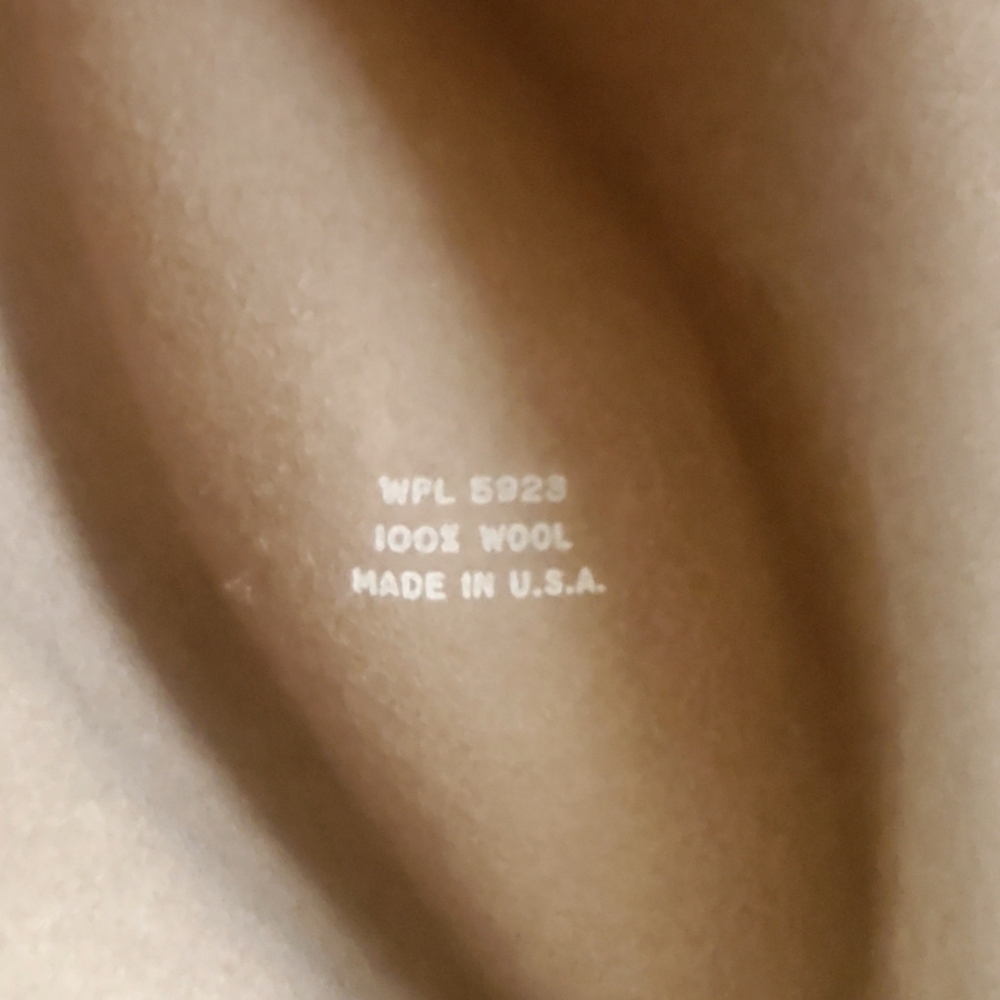 WPL 5923
100% WOOL
MADE IN U.S.A.